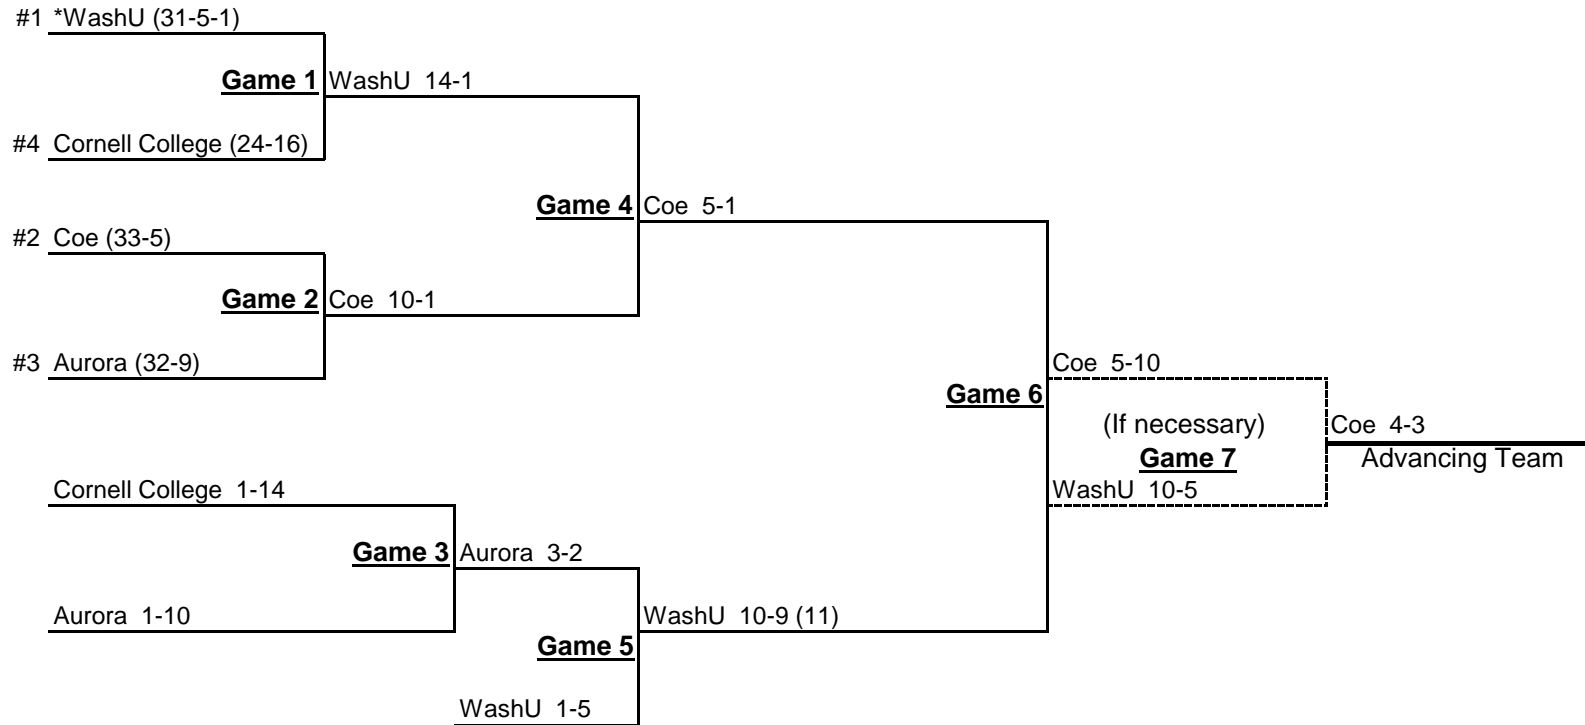 #1 *WashU (31-5-1)
Game 1 WashU 14-1
#4 Cornell College (24-16)
Game 4 Coe 5-1
#2 Coe (33-5)
Game 2 Coe 10-1
#3 Aurora (32-9)
Coe 5-10
Game 6
(If necessary)
Game 7
Coe 4-3
Advancing Team
WashU 10-5
Cornell College 1-14
Game 3 Aurora 3-2
Aurora 1-10
WashU 10-9 (11)
Game 5
WashU 1-5